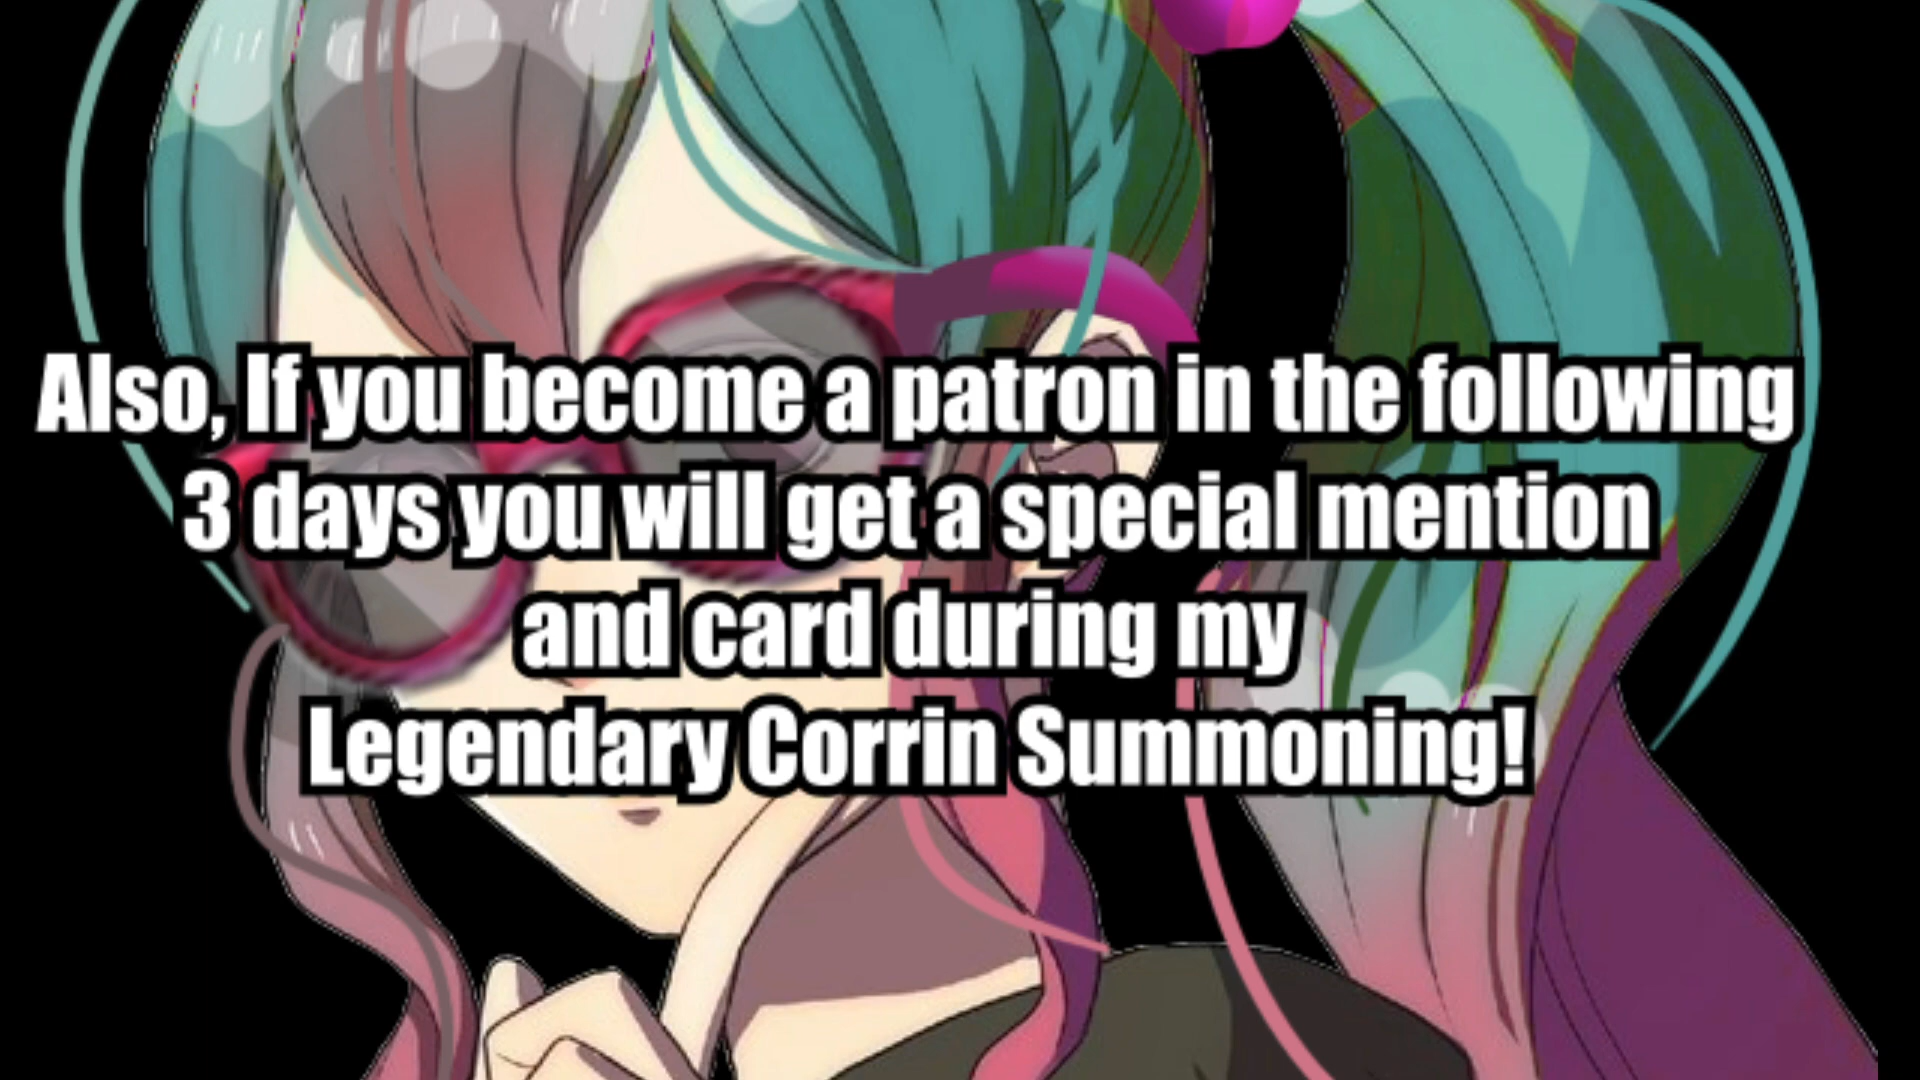 Also, If you become a patron in the following
3 days you will get a special mention
and card during my
Legendary Corrin Summoning!